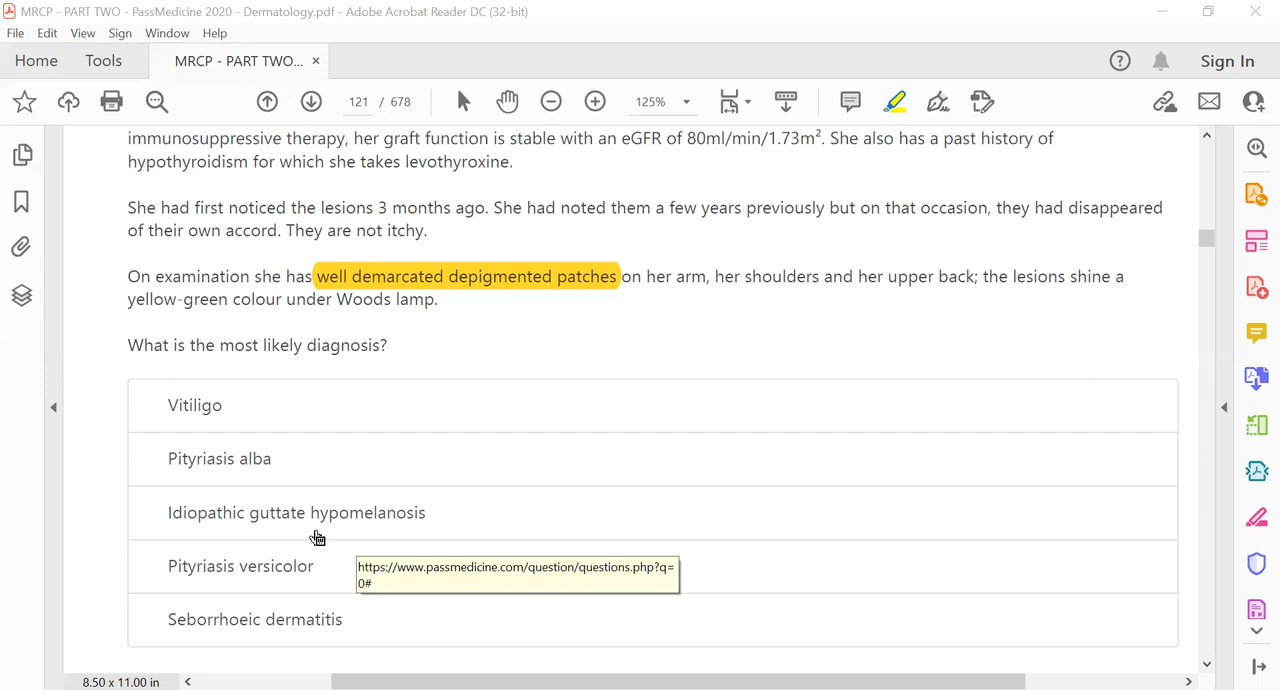 MRCP - PART TWO - PassMedicine 2020 - Dermatology.pdf - Adobe Acrobat Reader DC (32-bit)
File Edit View Sign Window Help
Home Tools MRCP - PART TWO... × Sign In
121 / 678 125%
immunosuppressive therapy, her graft function is stable with an eGFR of 80ml/min/1.73m². She also has a past history of
hypothyroidism for which she takes levothyroxine.
She had first noticed the lesions 3 months ago. She had noted them a few years previously but on that occasion, they had disappeared
of their own accord. They are not itchy.
On examination she has well demarcated depigmented patches on her arm, her shoulders and her upper back; the lesions shine a
yellow-green colour under Woods lamp.
What is the most likely diagnosis?
Vitiligo
Pityriasis alba
Idiopathic guttate hypomelanosis
Pityriasis versicolor
https://www.passmedicine.com/question/questions.php?q=
0#
Seborrhoeic dermatitis
8.50 x 11.00 in